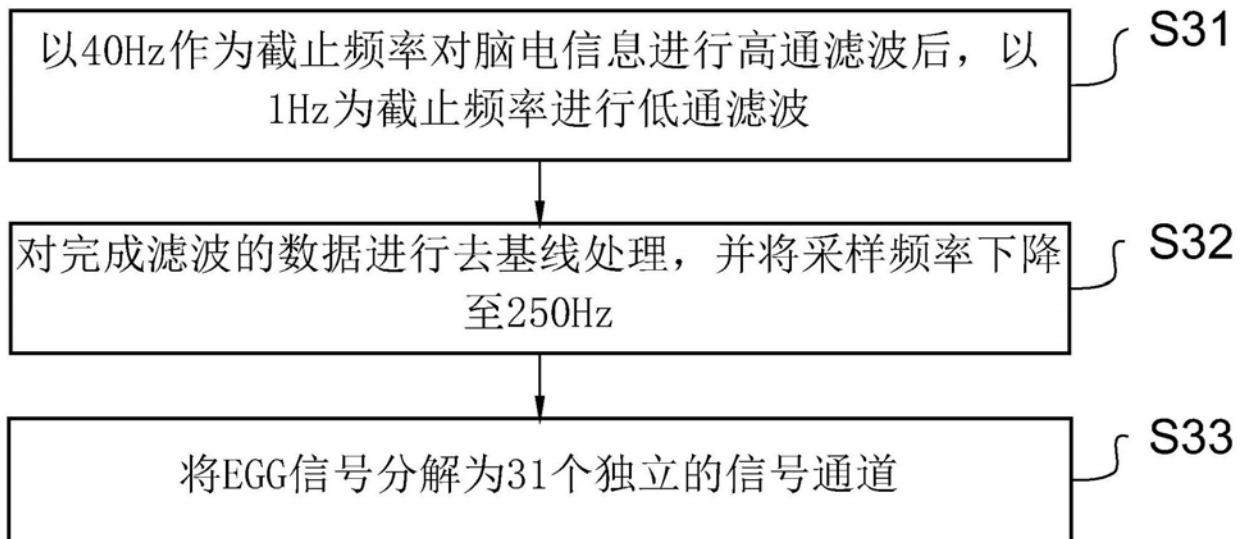 以40Hz作为截止频率对脑电信息进行高通滤波后，以
1Hz为截止频率进行低通滤波
S31
对完成滤波的数据进行去基线处理，并将采样频率下降
至250Hz
S32
将EGG信号分解为31个独立的信号通道
S33